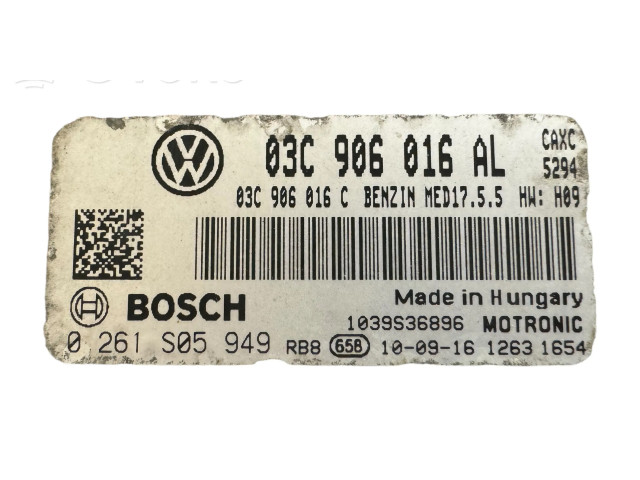 03C 906 016 AL CAXC
5294
03C 906 016 C BENZIN MED17.5.5 HW: H09
BOSCH Made in Hungary
1039S36896 MOTRONIC
0 261 S05 949 RB8 658 10-09-16 1263 1654